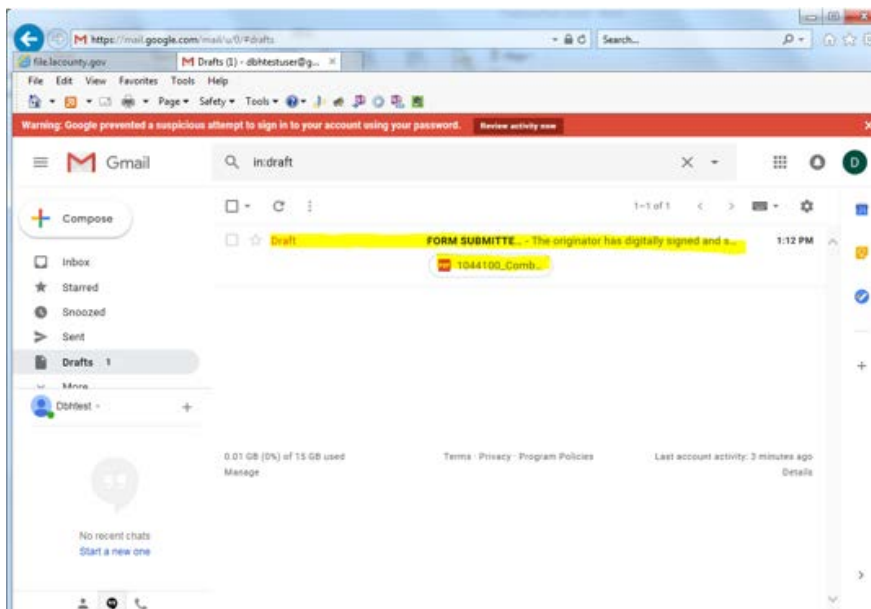 https://mail.google.com/mail/u/0/#drafts
Search...
file.lacounty.gov
Drafts (1) - dbhtestuser@g...
File Edit View Favorites Tools Help
Page Safety Tools
Warning: Google prevented a suspicious attempt to sign in to your account using your password. Review activity now
Gmail
in:draft
D
Compose
1–1 of 1
Draft FORM SUBMITTE... - The originator has digitally signed and s... 1:12 PM
PDF 1044100_Comb...
Inbox
Starred
Snoozed
Sent
Drafts 1
More
Dbhtest
0.01 GB (0%) of 15 GB used
Manage
Terms · Privacy · Program Policies
Last account activity: 3 minutes ago
Details
No recent chats
Start a new one